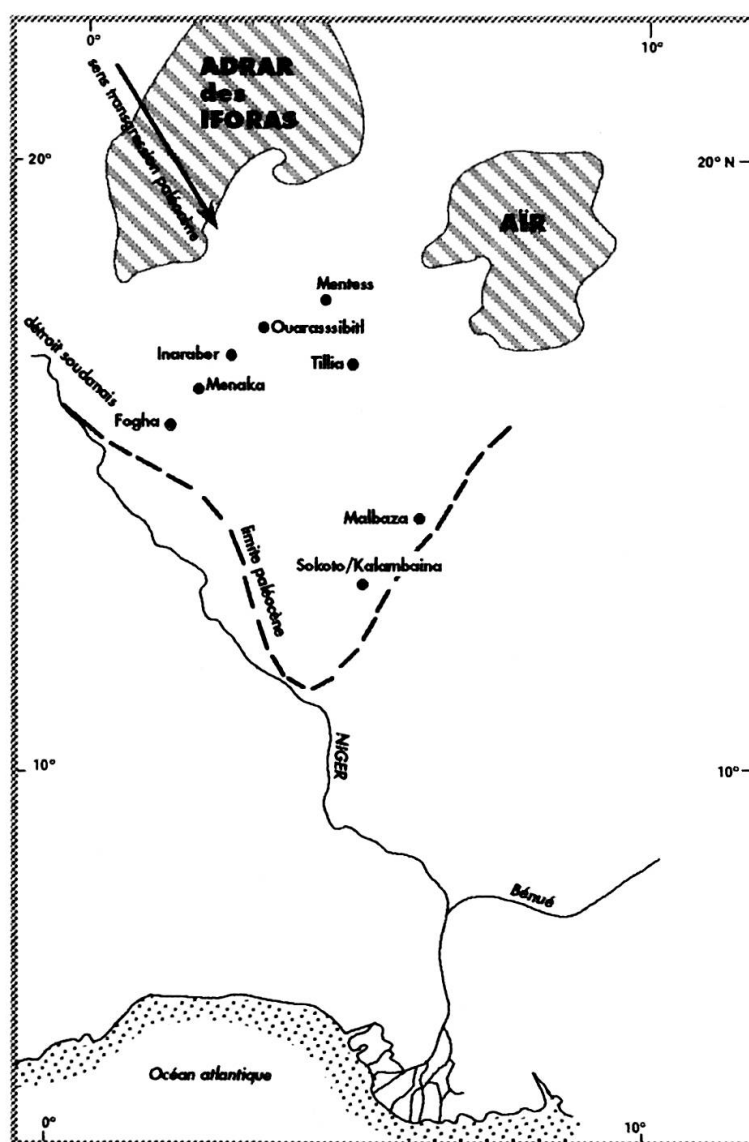 0°
10°
ADRAR
des
IFORAS
sens transgression paléocène
20°
20° N
AÏR
Mentess
Ouarasssibitl
Inaraber
Tillia
Menaka
détroit soudanais
Fogha
Malbaza
Sokoto/Kalambaina
limite paléocène
NIGER
10°
10°
Bénué
Océan atlantique
0°
10°